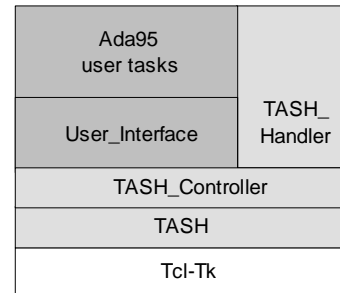 Ada95
user tasks
User_Interface
TASH_
Handler
TASH_Controller
TASH
Tcl-Tk